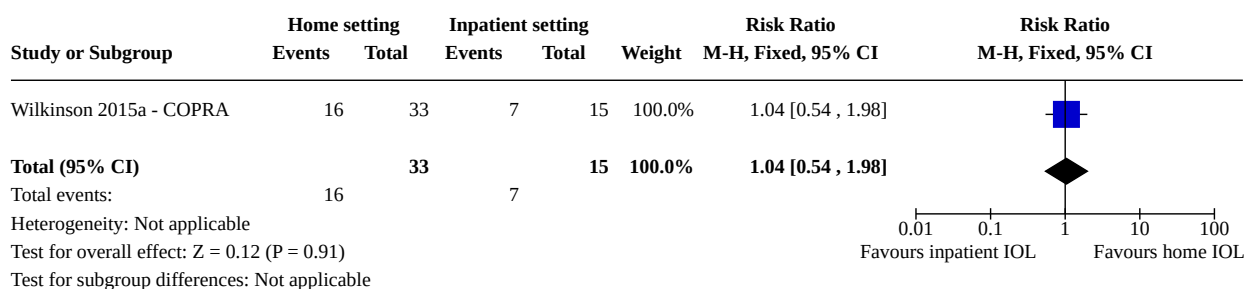 Home setting Inpatient setting Risk Ratio Risk Ratio
Study or Subgroup Events Total Events Total Weight M-H, Fixed, 95% CI M-H, Fixed, 95% CI
Wilkinson 2015a - COPRA 16 33 7 15 100.0% 1.04 [0.54 , 1.98]
Total (95% CI) 33 15 100.0% 1.04 [0.54 , 1.98]
Total events: 16 7
Heterogeneity: Not applicable
0.01 0.1 1 10 100
Test for overall effect: Z = 0.12 (P = 0.91)
Favours inpatient IOL Favours home IOL
Test for subgroup differences: Not applicable